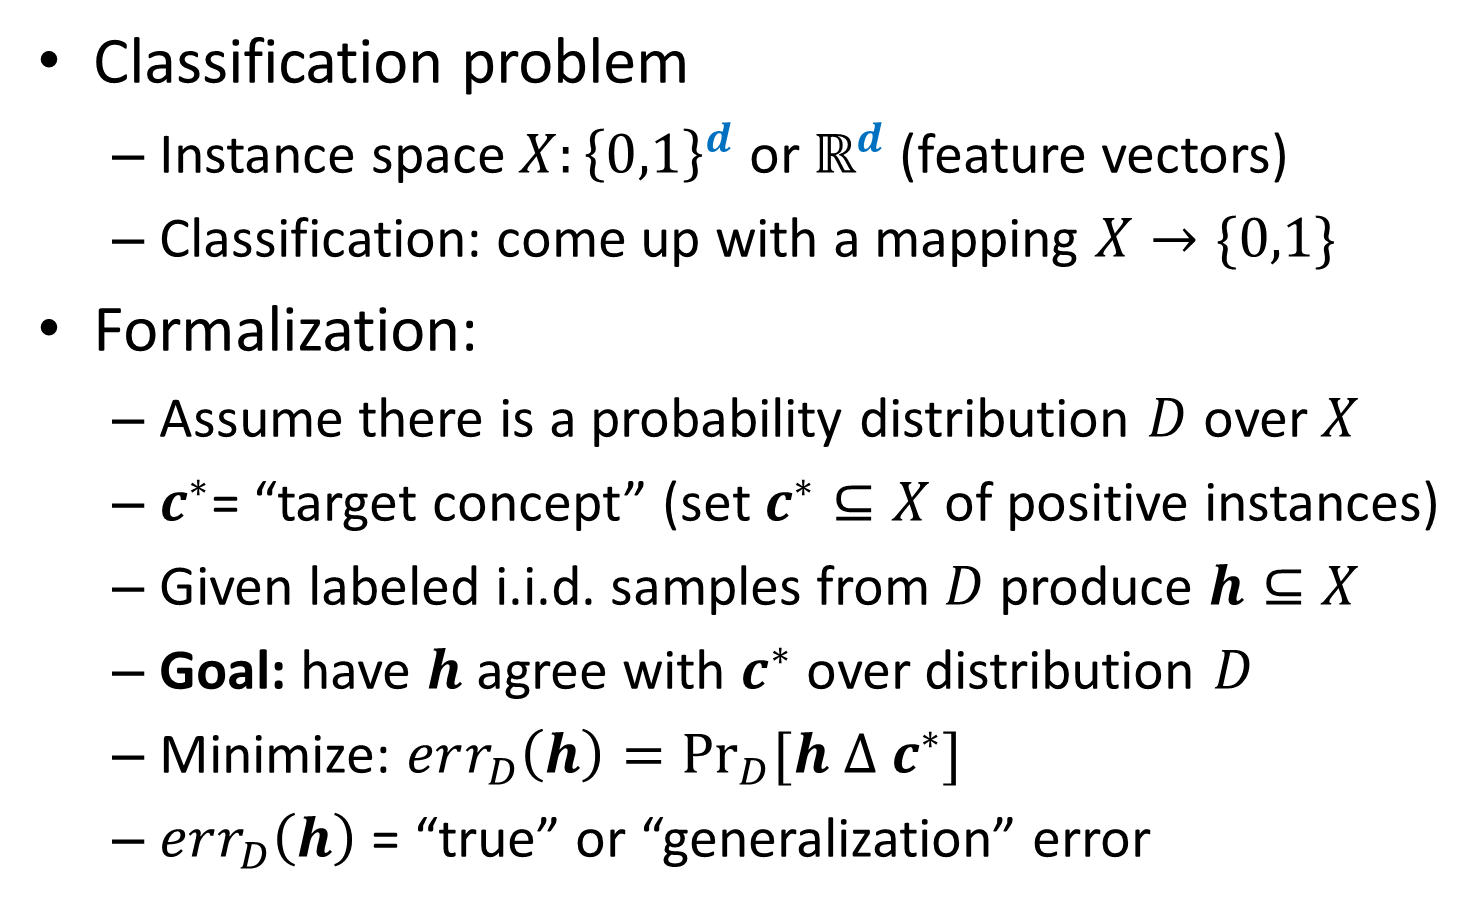 • Classification problem
– Instance space X: {0,1}ᵈ or ℝᵈ (feature vectors)
– Classification: come up with a mapping X → {0,1}
• Formalization:
– Assume there is a probability distribution D over X
– c*= “target concept” (set c* ⊆ X of positive instances)
– Given labeled i.i.d. samples from D produce h ⊆ X
– Goal: have h agree with c* over distribution D
– Minimize: err_D(h) = Pr_D[h Δ c*]
– err_D(h) = “true” or “generalization” error